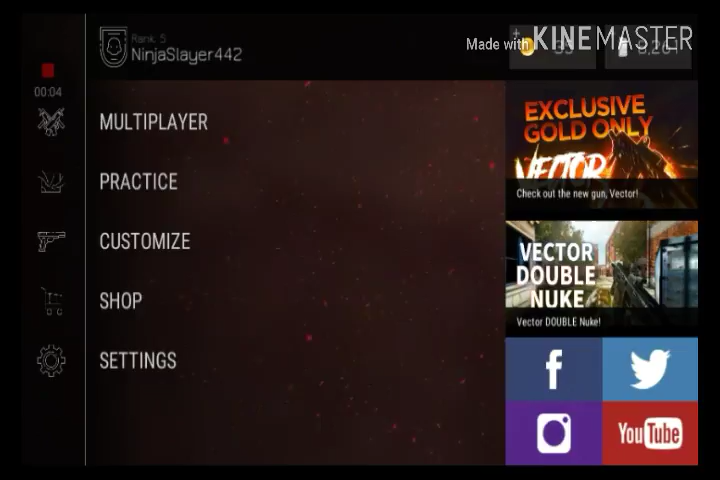 Rank: 5
NinjaSlayer442
Made with KINEMASTER
00:04
MULTIPLAYER
PRACTICE
CUSTOMIZE
SHOP
SETTINGS
EXCLUSIVE
GOLD ONLY
VECTOR
Check out the new gun, Vector!
VECTOR
DOUBLE
NUKE
Vector DOUBLE Nuke!
f
YouTube